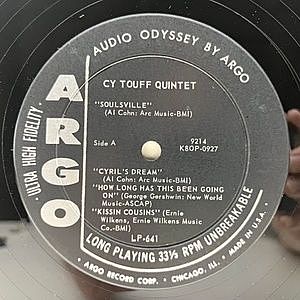 AUDIO ODYSSEY BY ARGO
ULTRA HIGH FIDELITY
ARGO
CY TOUFF QUINTET
"SOULSVILLE"
(Al Cohn: Arc Music-BMI)
Side A
9214
K8OP-0927
"CYRIL'S DREAM"
(Al Cohn: Arc Music-BMI)
"HOW LONG HAS THIS BEEN GOING
ON" (George Gershwin: New World
Music-ASCAP)
"KISSIN COUSINS" (Ernie
Wilkens, Ernie Wilkens Music
Co.-BMI)
LP-641
LONG PLAYING 33⅓ RPM UNBREAKABLE
• ARGO RECORD CORP. • CHICAGO, ILL. • MADE IN U.S.A. •